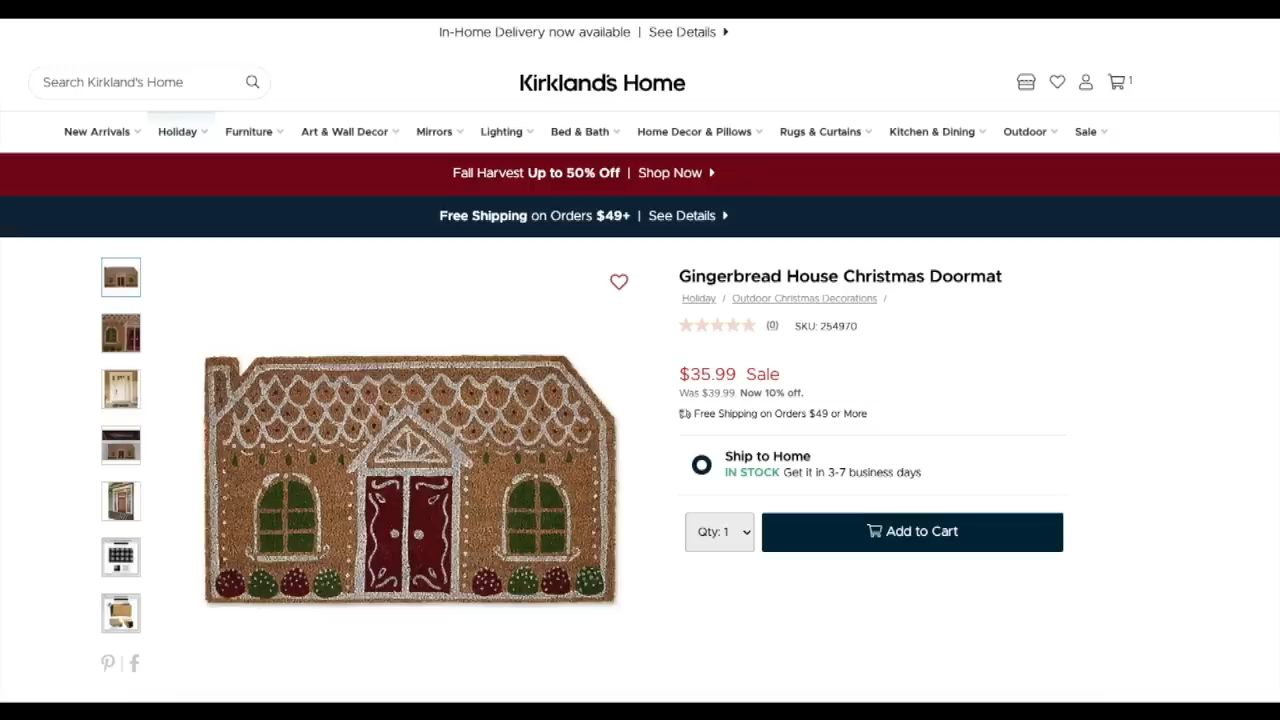 In-Home Delivery now available | See Details
Search Kirkland's Home
Kirkland's Home
1
New Arrivals Holiday Furniture Art & Wall Decor Mirrors Lighting Bed & Bath Home Decor & Pillows Rugs & Curtains Kitchen & Dining Outdoor Sale
Fall Harvest Up to 50% Off | Shop Now
Free Shipping on Orders $49+ | See Details
Gingerbread House Christmas Doormat
Holiday / Outdoor Christmas Decorations /
(0) SKU: 254970
$35.99 Sale
Was $39.99. Now 10% off.
Free Shipping on Orders $49 or More
Ship to Home
IN STOCK Get it in 3-7 business days
Qty: 1
Add to Cart